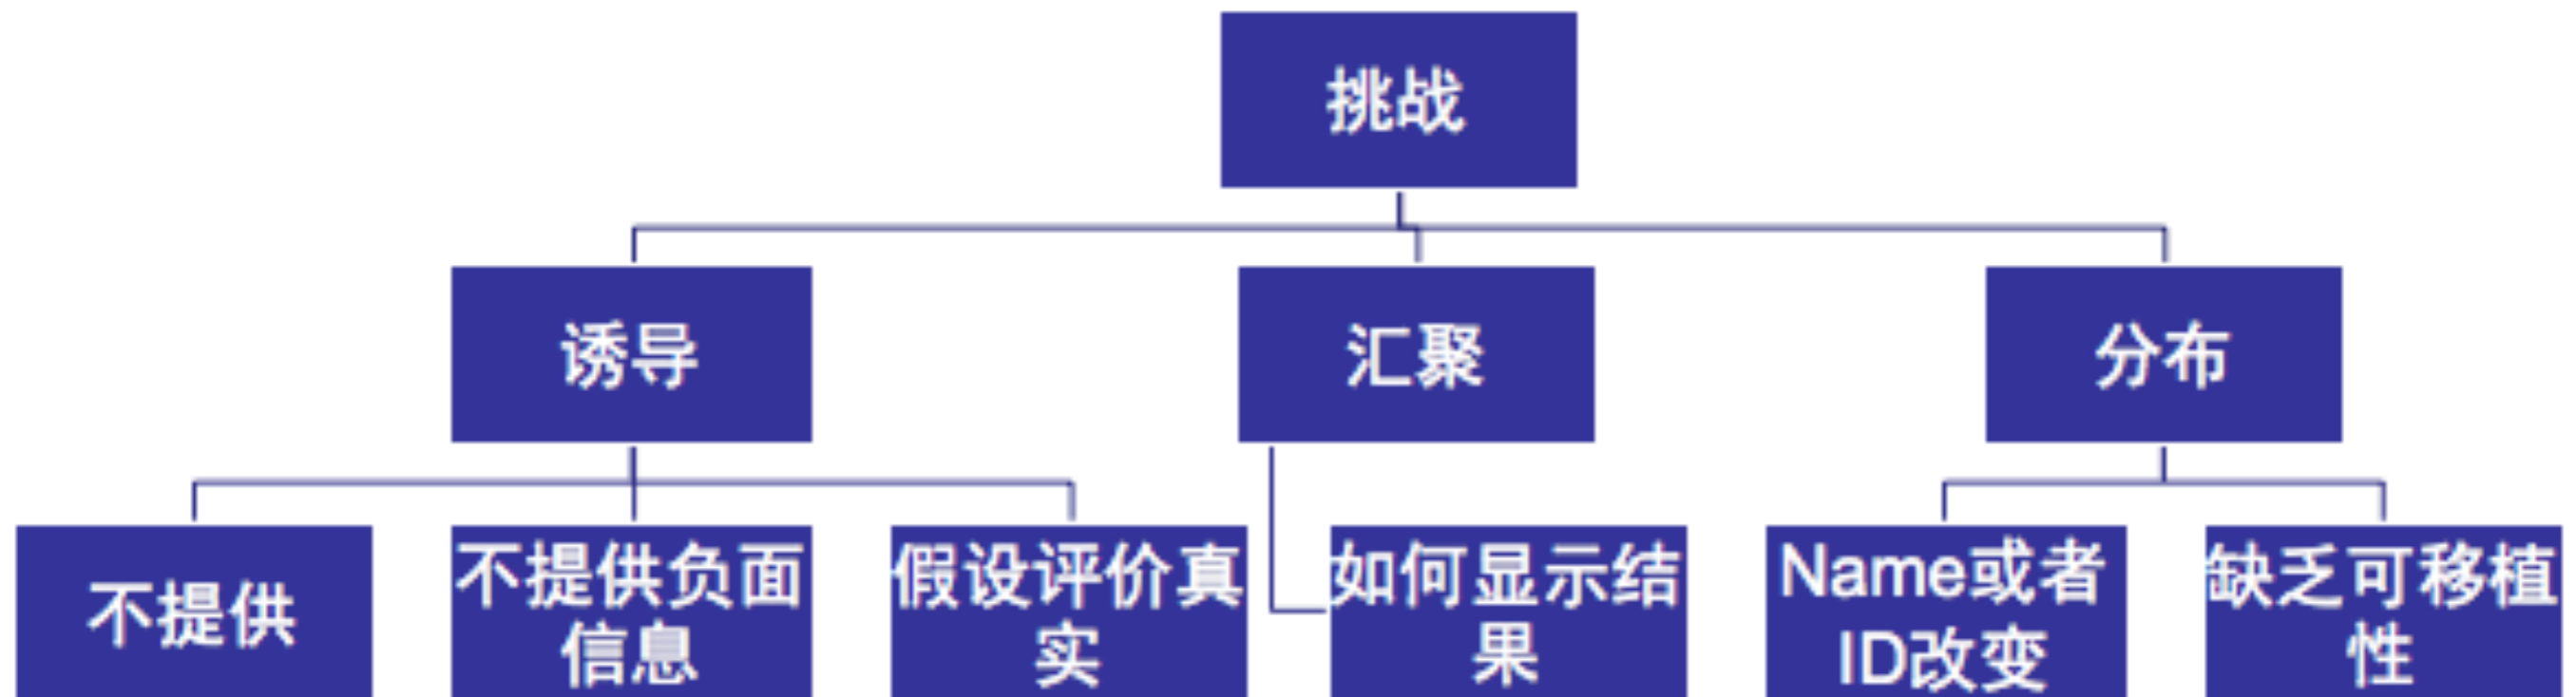 挑战
诱导
汇聚
分布
不提供
不提供负面
信息
假设评价真
实
如何显示结
果
Name或者
ID改变
缺乏可移植
性